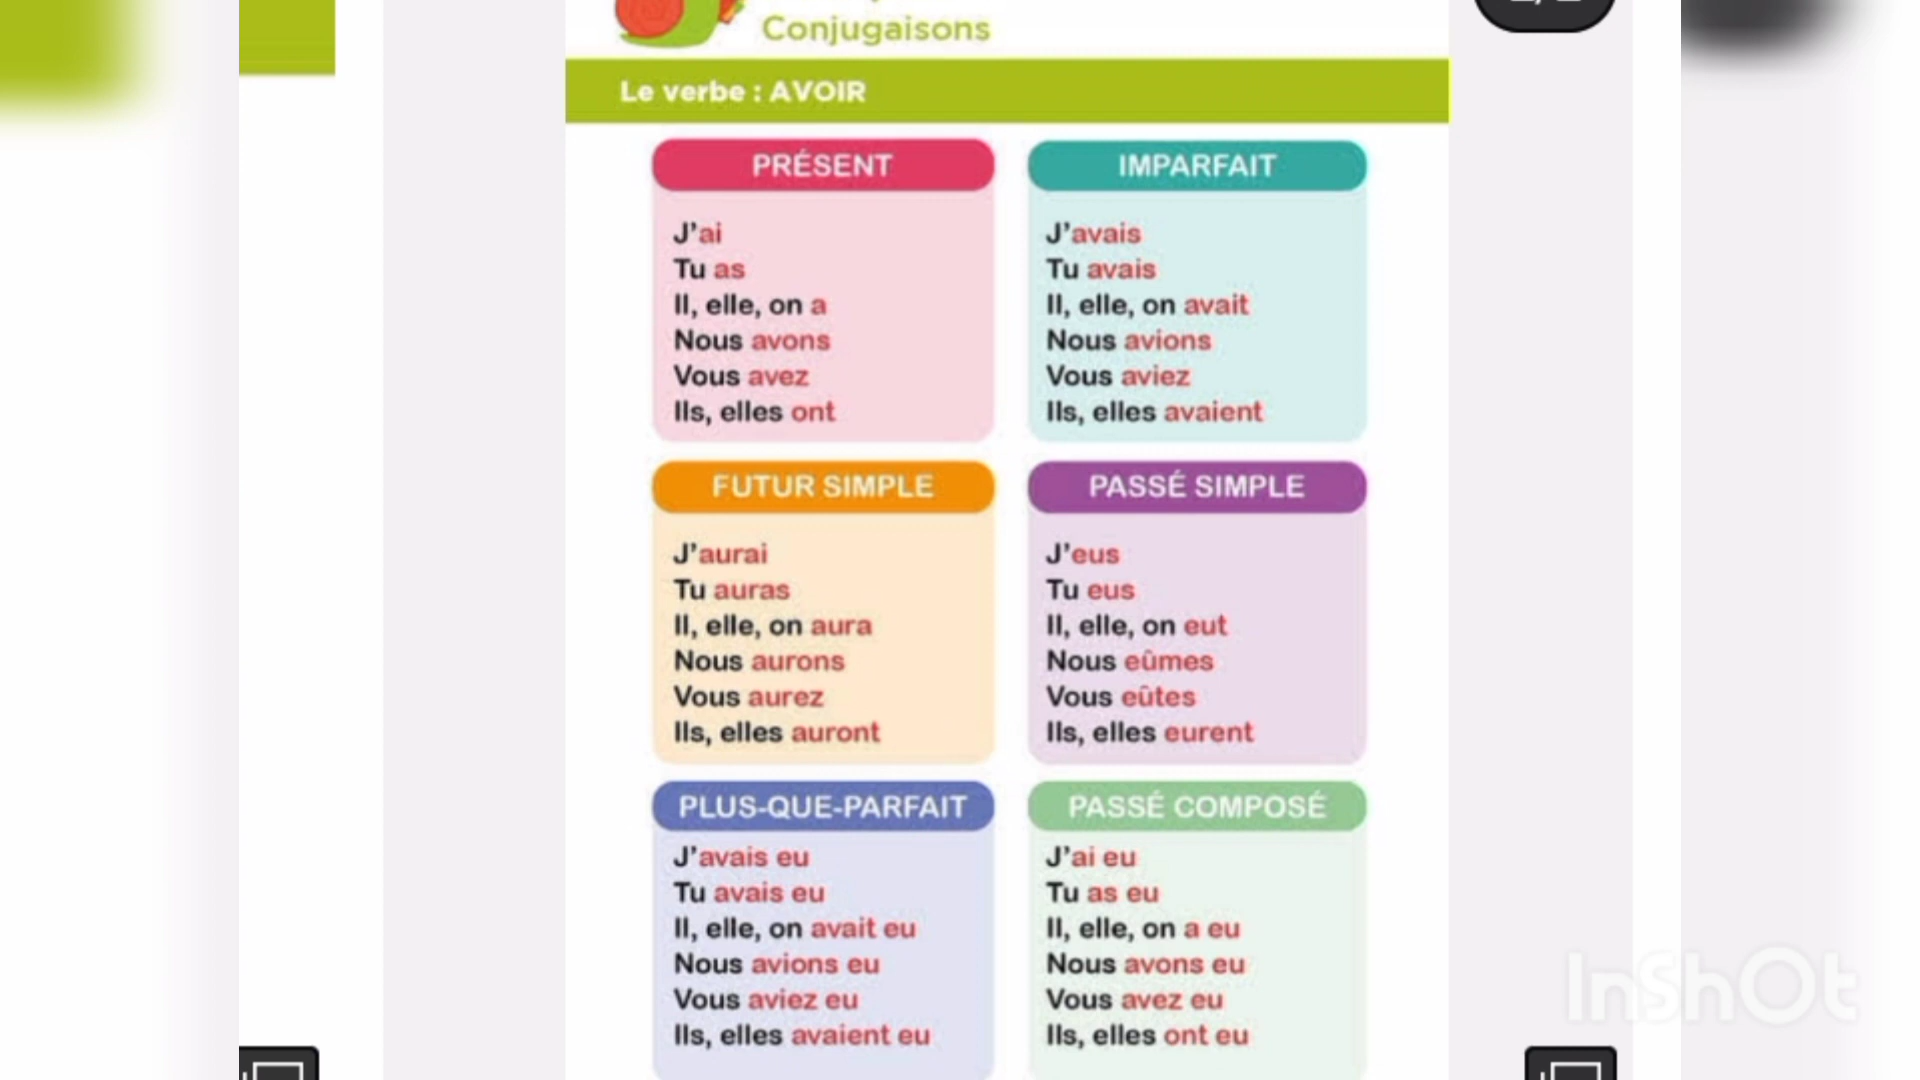 Conjugaisons
Le verbe : AVOIR
PRÉSENT
J'ai
Tu as
Il, elle, on a
Nous avons
Vous avez
Ils, elles ont
IMPARFAIT
J'avais
Tu avais
Il, elle, on avait
Nous avions
Vous aviez
Ils, elles avaient
FUTUR SIMPLE
J'aurai
Tu auras
Il, elle, on aura
Nous aurons
Vous aurez
Ils, elles auront
PASSÉ SIMPLE
J'eus
Tu eus
Il, elle, on eut
Nous eûmes
Vous eûtes
Ils, elles eurent
PLUS-QUE-PARFAIT
J'avais eu
Tu avais eu
Il, elle, on avait eu
Nous avions eu
Vous aviez eu
Ils, elles avaient eu
PASSÉ COMPOSÉ
J'ai eu
Tu as eu
Il, elle, on a eu
Nous avons eu
Vous avez eu
Ils, elles ont eu
InShOt